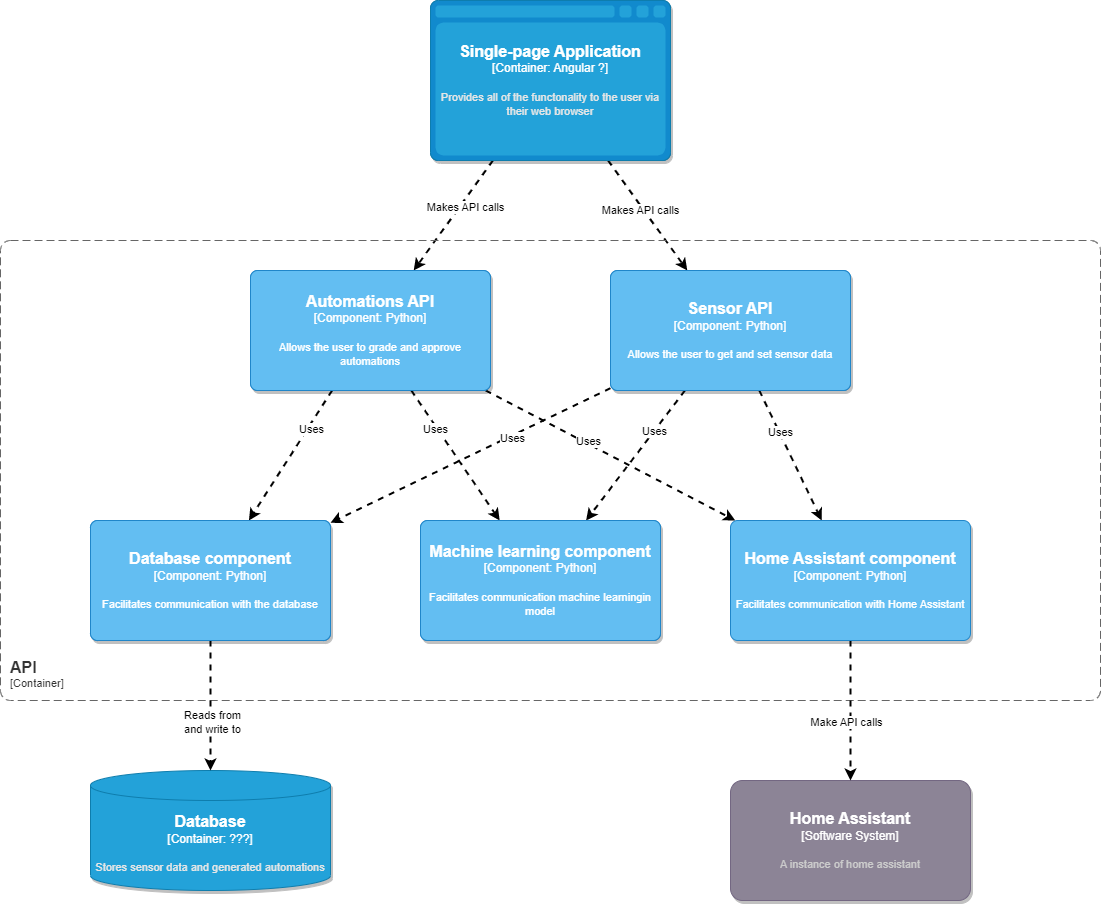 Single-page Application
[Container: Angular ?]
Provides all of the functonality to the user via
their web browser
Makes API calls
Makes API calls
Automations API
[Component: Python]
Allows the user to grade and approve
automations
Sensor API
[Component: Python]
Allows the user to get and set sensor data
Uses
Uses
Uses
Uses
Uses
Uses
Database component
[Component: Python]
Facilitates communication with the database
Machine learning component
[Component: Python]
Facilitates communication machine learningin
model
Home Assistant component
[Component: Python]
Facilitates communication with Home Assistant
API
[Container]
Reads from
and write to
Make API calls
Database
[Container: ???]
Stores sensor data and generated automations
Home Assistant
[Software System]
A instance of home assistant